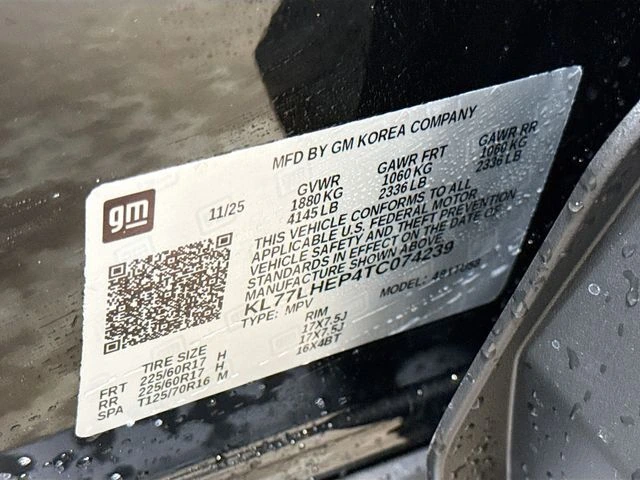 MFD BY GM KOREA COMPANY
gm
11/25
GVWR GAWR FRT GAWR RR
1880 KG 1060 KG 1060 KG
4145 LB 2336 LB 2336 LB
THIS VEHICLE CONFORMS TO ALL
APPLICABLE U.S. FEDERAL MOTOR
VEHICLE SAFETY AND THEFT PREVENTION
STANDARDS IN EFFECT ON THE DATE OF
MANUFACTURE SHOWN ABOVE.
KL77LHEP4TC074239
TYPE: MPV MODEL:
TIRE SIZE RIM
FRT 225/60R17 H 17X7.5J
RR 225/60R17 H 17X7.5J
SPA T125/70R16 M 16X4BT